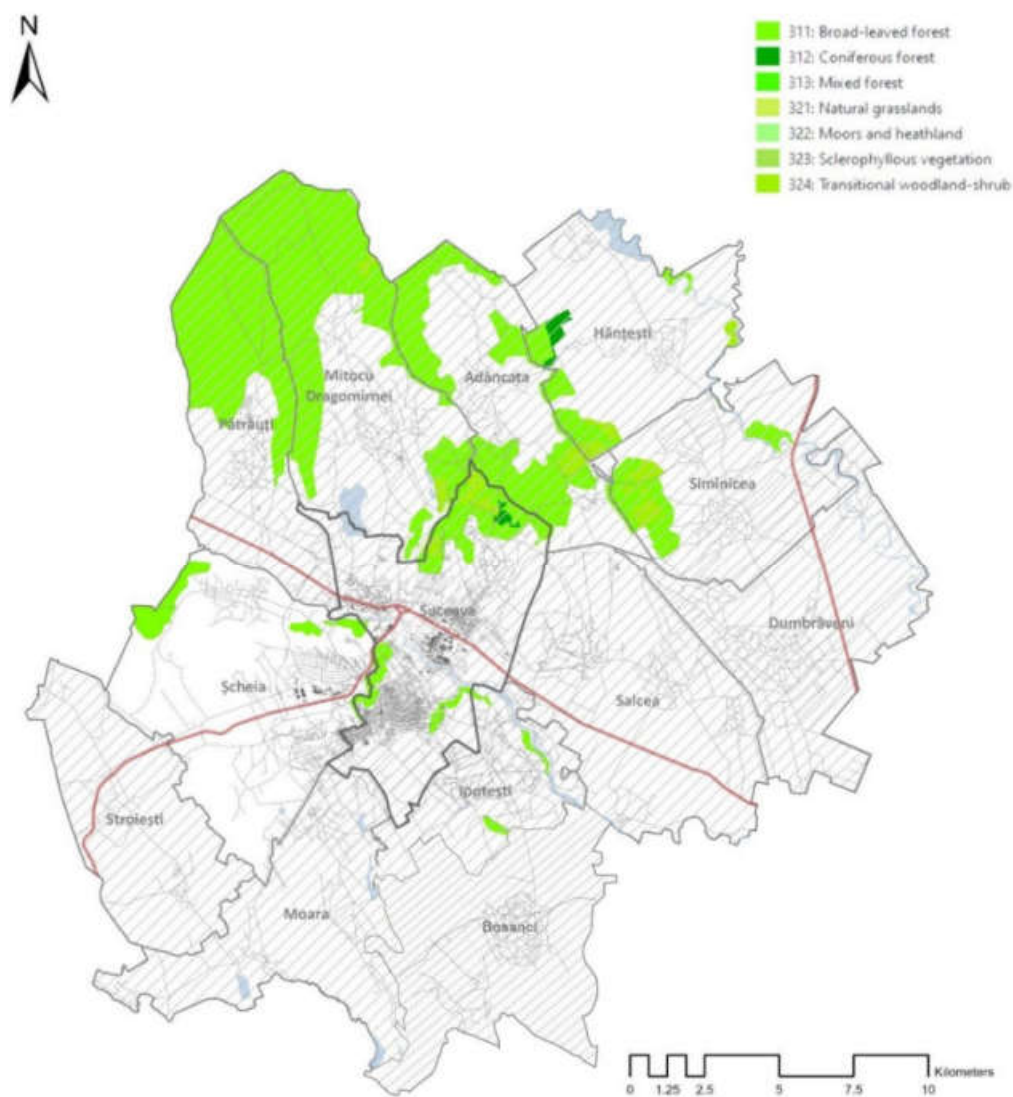 N
311: Broad-leaved forest
312: Coniferous forest
313: Mixed forest
321: Natural grasslands
322: Moors and heathland
323: Sclerophyllous vegetation
324: Transitional woodland-shrub
Hănțești
Mitocu
Dragomirnei
Adâncata
Pătrăuți
Siminicea
Suceava
Dumbrăveni
Șcheia
Salcea
Ipotești
Stroiești
Moara
Bosanci
Kilometers
0 1.25 2.5 5 7.5 10